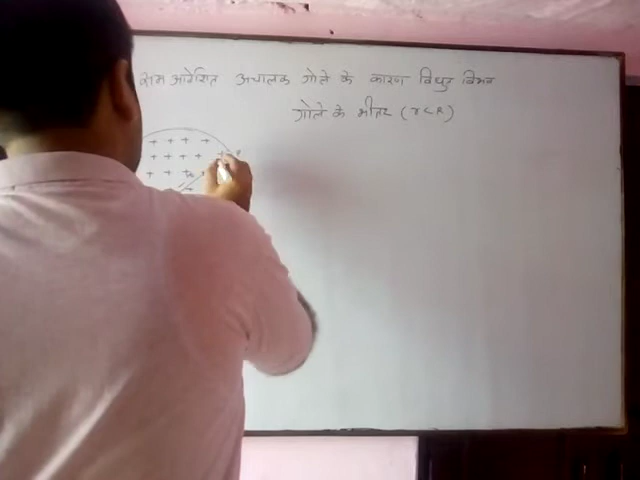 सम आवेशित अचालक गोले के कारण विधुत विभव
गोले के भीतर (r<R)
+ + + +
+ + + + +
+ + +